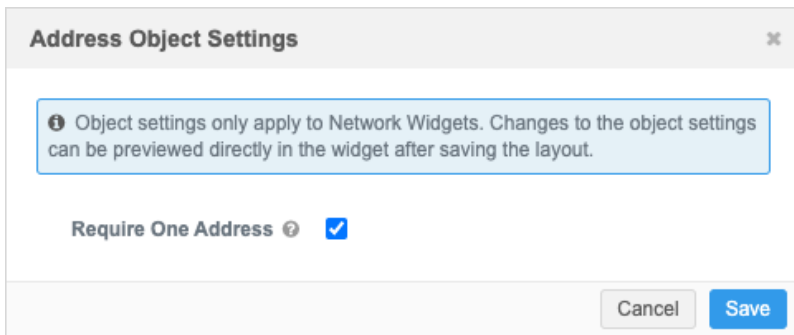 Address Object Settings
Object settings only apply to Network Widgets. Changes to the object settings
can be previewed directly in the widget after saving the layout.
Require One Address
Cancel
Save